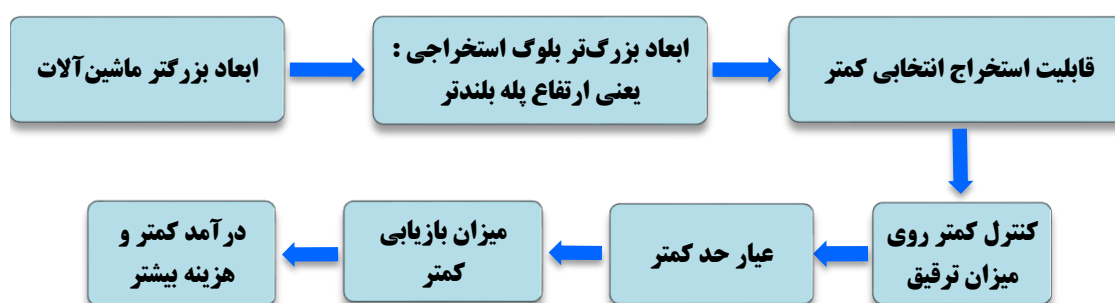 ابعاد بزرگتر ماشین‌آلات
ابعاد بزرگ‌تر بلوگ استخراجی :
یعنی ارتفاع پله بلندتر
قابلیت استخراج انتخابی کمتر
کنترل کمتر روی
میزان ترقیق
عیار حد کمتر
میزان بازیابی
کمتر
درآمد کمتر و
هزینه بیشتر